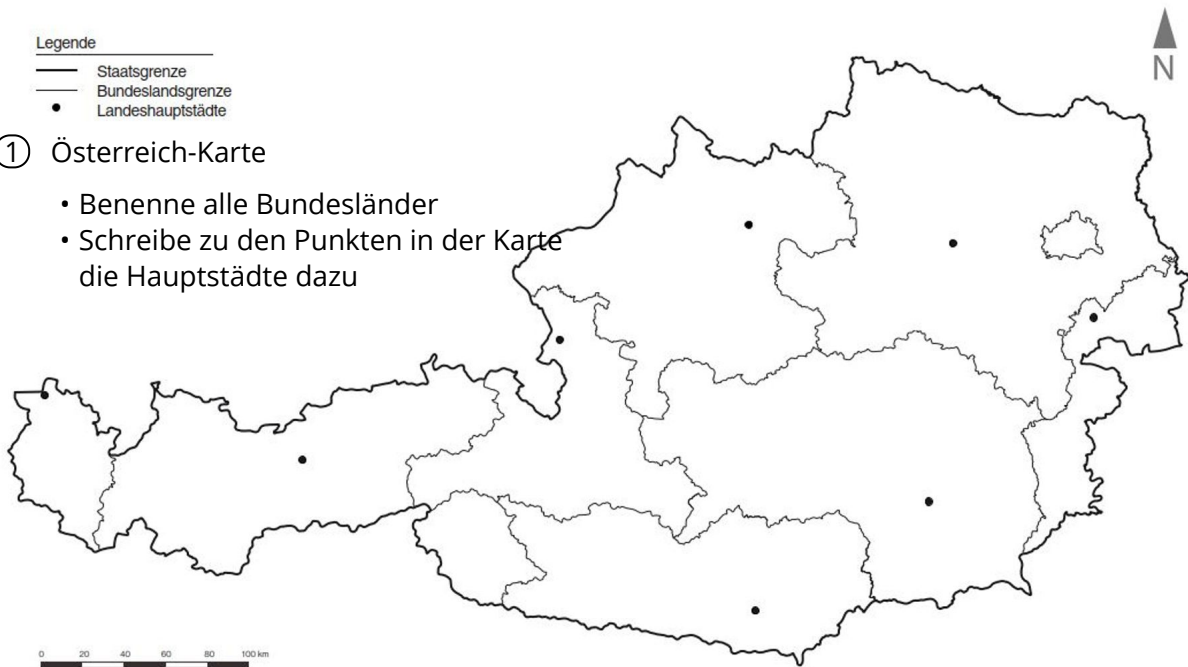 Legende
Staatsgrenze
Bundeslandsgrenze
Landeshauptstädte
N
1 Österreich-Karte
• Benenne alle Bundesländer
• Schreibe zu den Punkten in der Karte
die Hauptstädte dazu
0 20 40 60 80 100 km